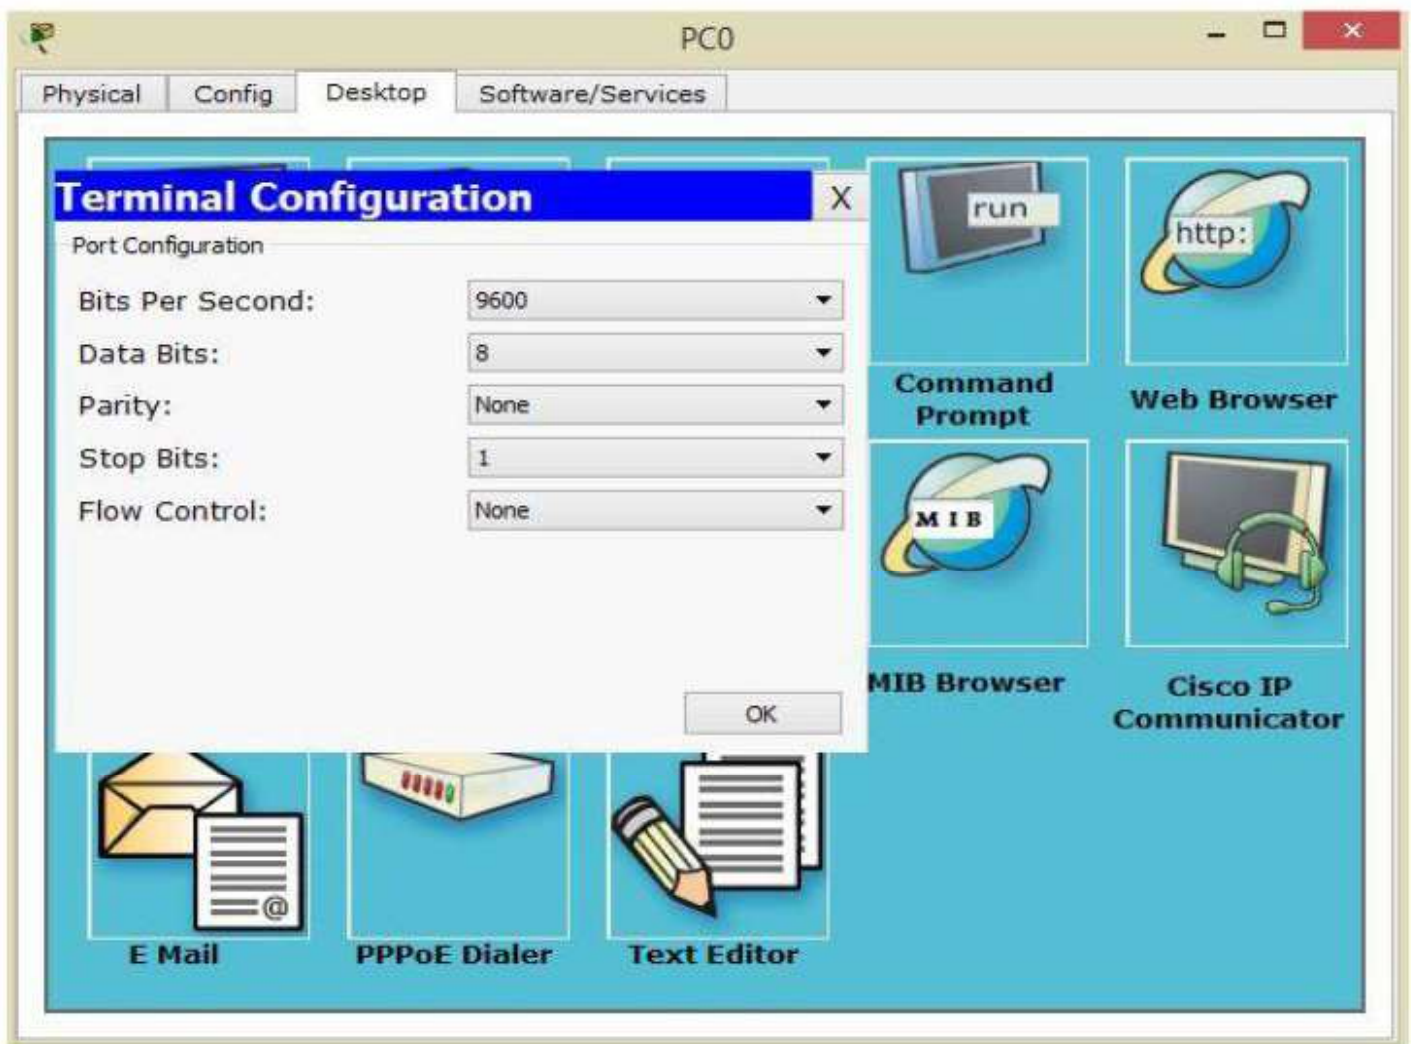 PC0
Physical
Config
Desktop
Software/Services
Terminal Configuration
X
Port Configuration
Bits Per Second:
9600
Data Bits:
8
Parity:
None
Stop Bits:
1
Flow Control:
None
OK
run
Command
Prompt
http:
Web Browser
MIB
MIB Browser
Cisco IP
Communicator
@
E Mail
PPPoE Dialer
Text Editor